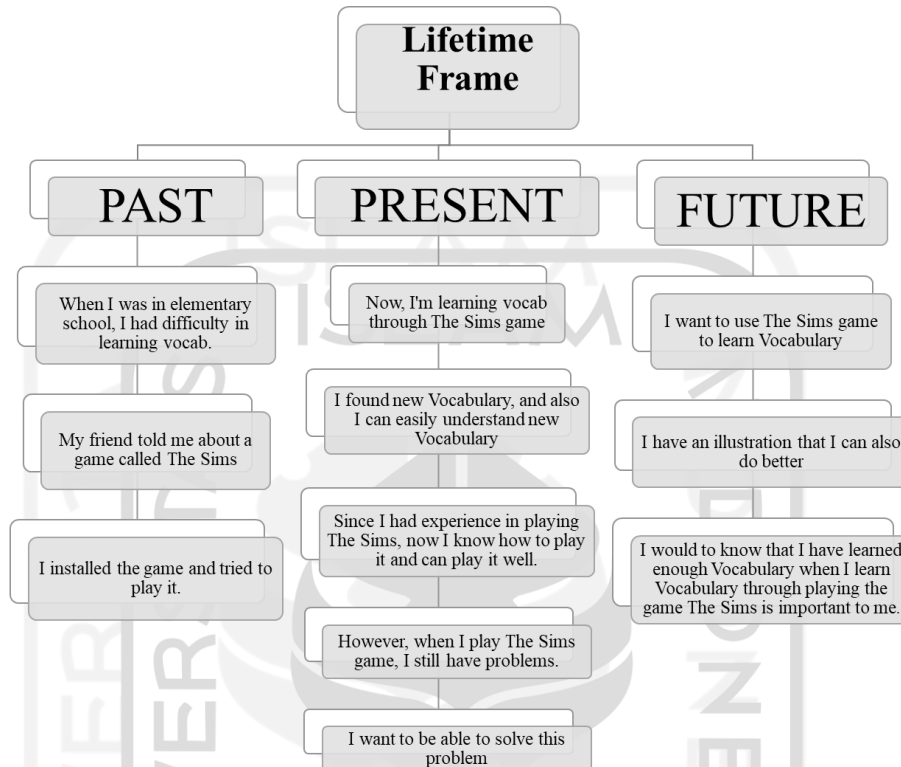 Lifetime
Frame
PAST
When I was in elementary
school, I had difficulty in
learning vocab.
My friend told me about a
game called The Sims
I installed the game and tried to
play it.
PRESENT
Now, I'm learning vocab
through The Sims game
I found new Vocabulary, and also
I can easily understand new
Vocabulary
Since I had experience in playing
The Sims, now I know how to play
it and can play it well.
However, when I play The Sims
game, I still have problems.
I want to be able to solve this
problem
FUTURE
I want to use The Sims game
to learn Vocabulary
I have an illustration that I can also
do better
I would to know that I have learned
enough Vocabulary when I learn
Vocabulary through playing the
game The Sims is important to me.
ISLAM